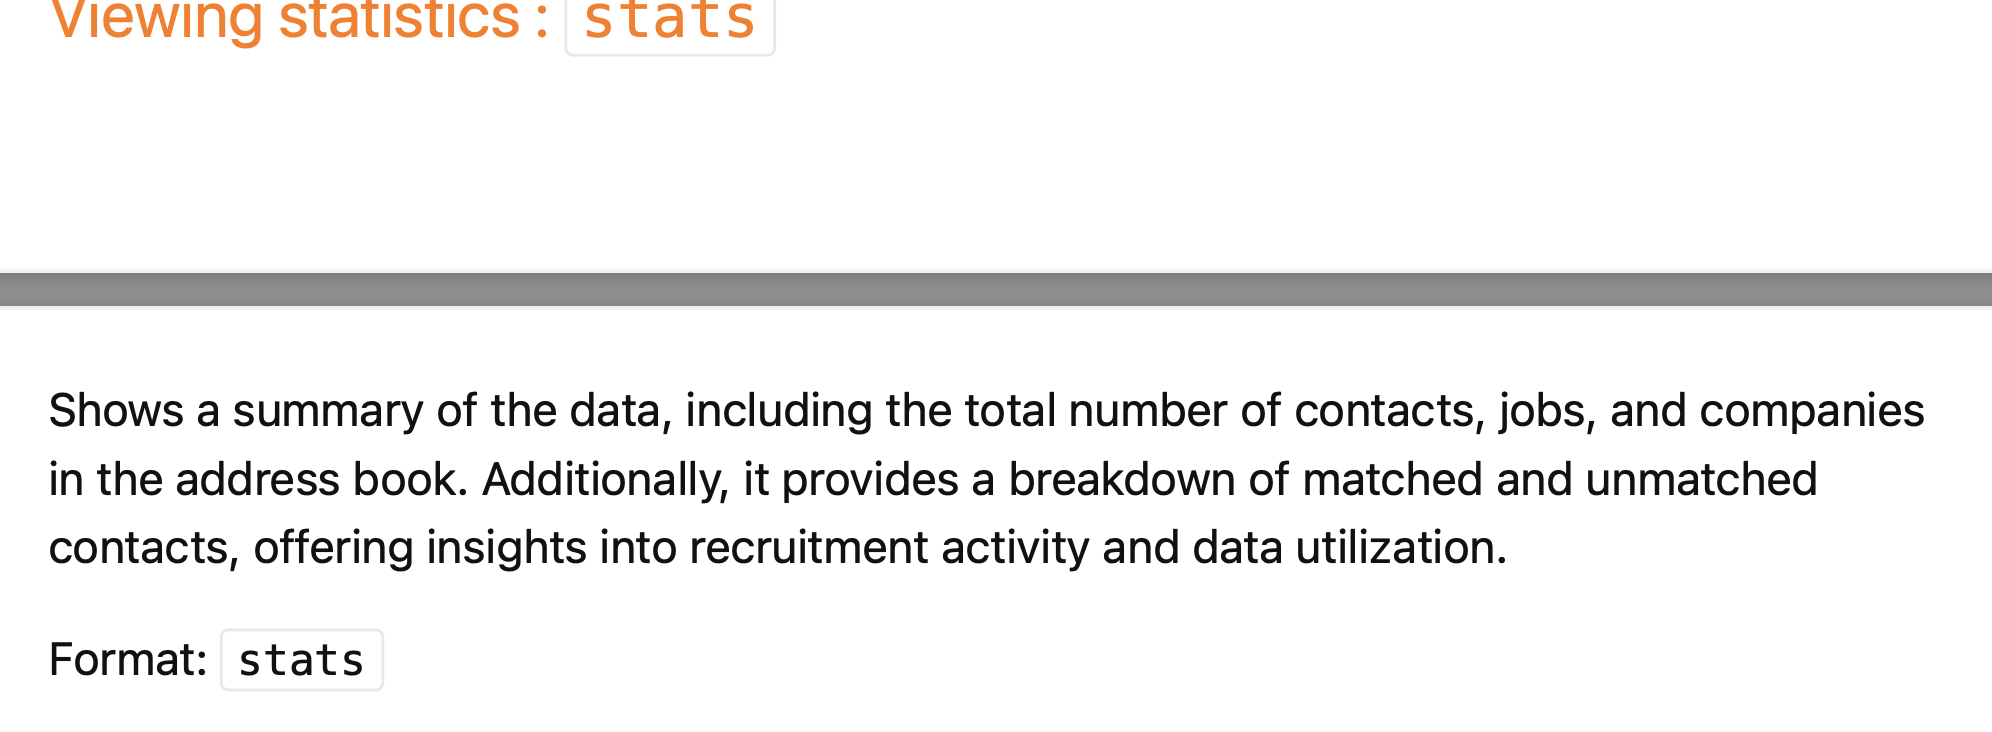 Viewing statistics : stats
Shows a summary of the data, including the total number of contacts, jobs, and companies
in the address book. Additionally, it provides a breakdown of matched and unmatched
contacts, offering insights into recruitment activity and data utilization.
Format: stats